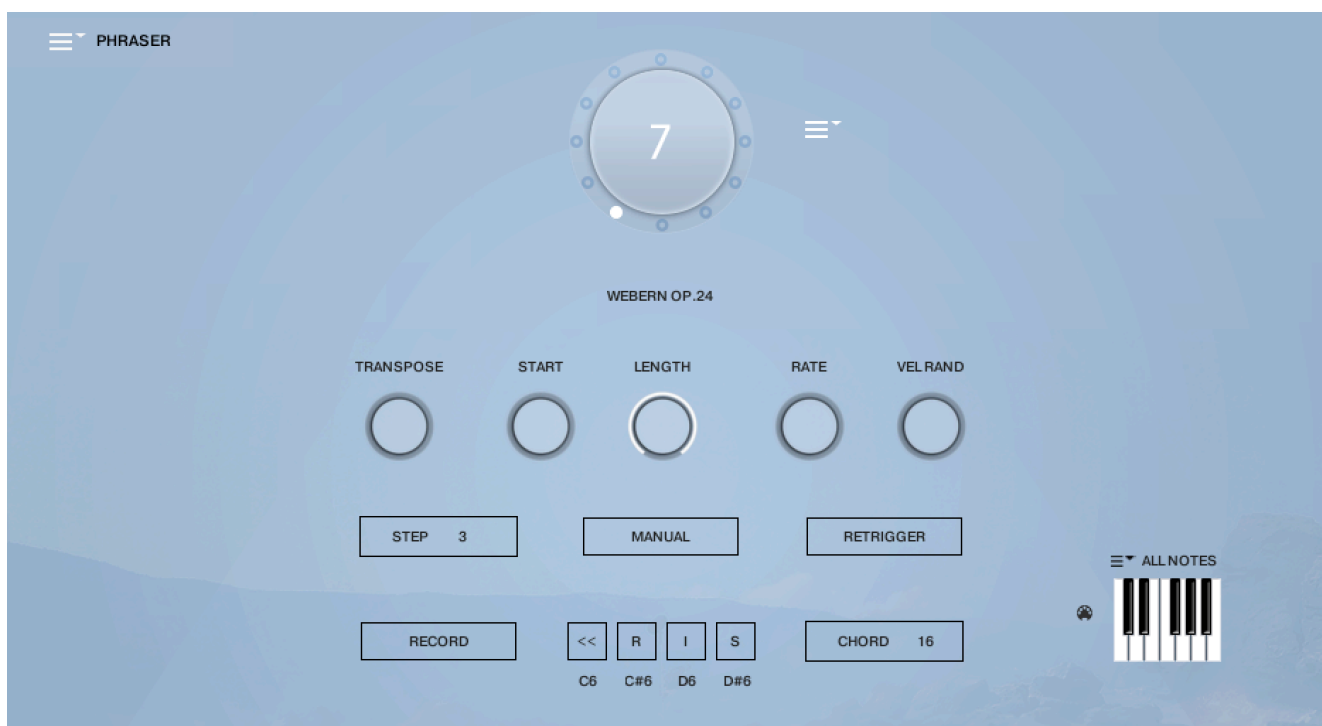 PHRASER
7
WEBERN OP.24
TRANSPOSE START LENGTH RATE VEL RAND
STEP 3 MANUAL RETRIGGER
ALL NOTES
RECORD << R I S CHORD 16
C6 C#6 D6 D#6